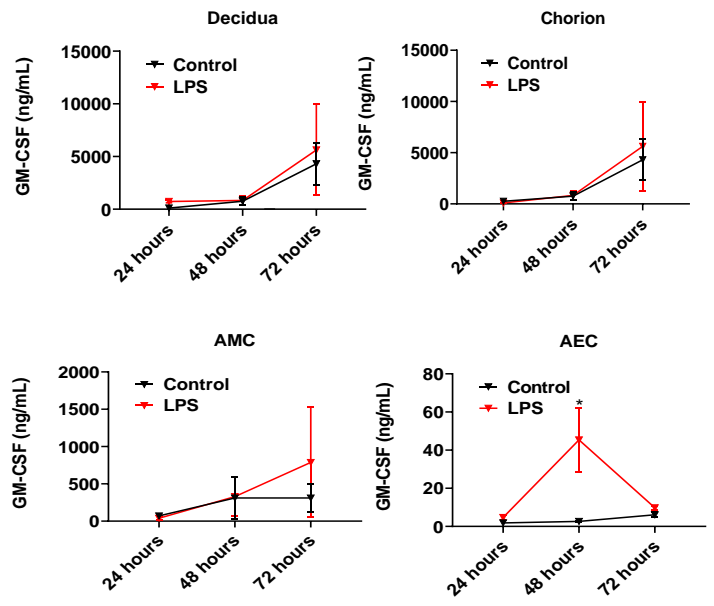 Decidua
GM-CSF (ng/mL)
15000
10000
5000
0
Control
LPS
24 hours
48 hours
72 hours
Chorion
GM-CSF (ng/mL)
15000
10000
5000
0
Control
LPS
24 hours
48 hours
72 hours
AMC
GM-CSF (ng/mL)
2000
1500
1000
500
0
Control
LPS
24 hours
48 hours
72 hours
AEC
GM-CSF (ng/mL)
80
60
40
20
0
Control
LPS
*
24 hours
48 hours
72 hours